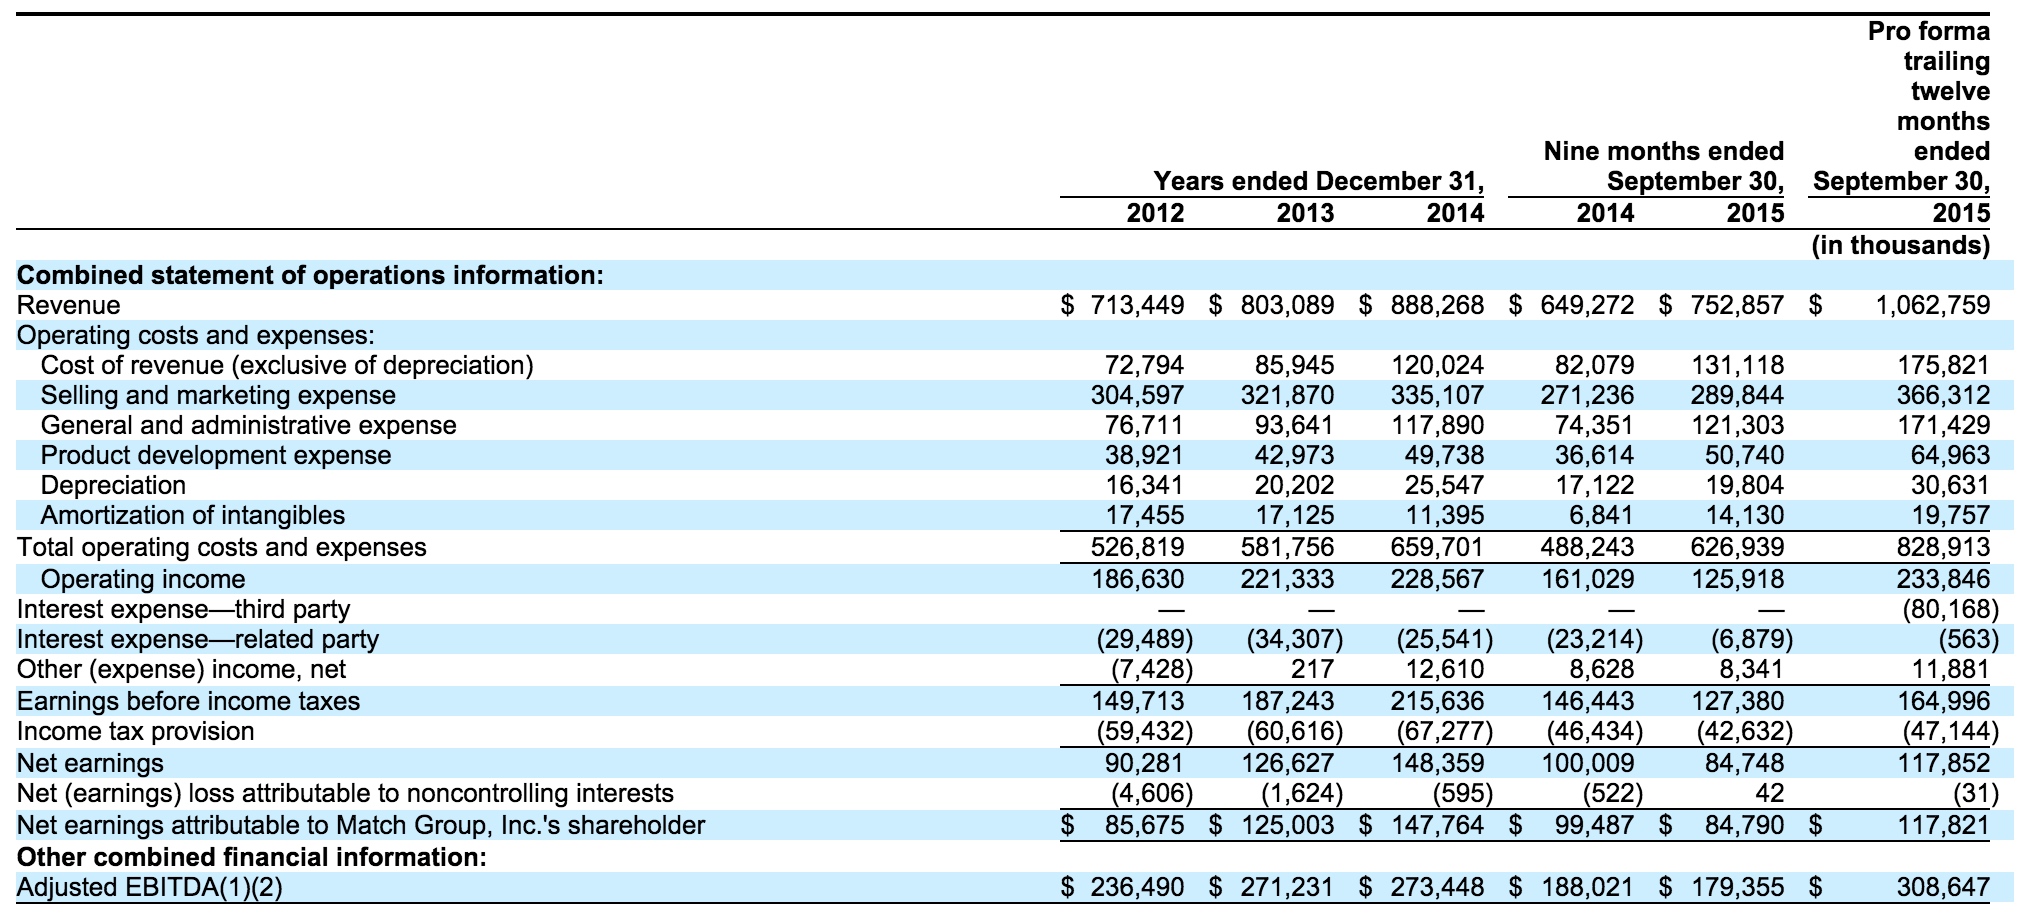 Pro forma
trailing
twelve
months
Nine months ended ended
Years ended December 31, September 30, September 30,
2012 2013 2014 2014 2015 2015
(in thousands)
Combined statement of operations information:
Revenue $ 713,449 $ 803,089 $ 888,268 $ 649,272 $ 752,857 $ 1,062,759
Operating costs and expenses:
Cost of revenue (exclusive of depreciation) 72,794 85,945 120,024 82,079 131,118 175,821
Selling and marketing expense 304,597 321,870 335,107 271,236 289,844 366,312
General and administrative expense 76,711 93,641 117,890 74,351 121,303 171,429
Product development expense 38,921 42,973 49,738 36,614 50,740 64,963
Depreciation 16,341 20,202 25,547 17,122 19,804 30,631
Amortization of intangibles 17,455 17,125 11,395 6,841 14,130 19,757
Total operating costs and expenses 526,819 581,756 659,701 488,243 626,939 828,913
Operating income 186,630 221,333 228,567 161,029 125,918 233,846
Interest expense—third party — — — — — (80,168)
Interest expense—related party (29,489) (34,307) (25,541) (23,214) (6,879) (563)
Other (expense) income, net (7,428) 217 12,610 8,628 8,341 11,881
Earnings before income taxes 149,713 187,243 215,636 146,443 127,380 164,996
Income tax provision (59,432) (60,616) (67,277) (46,434) (42,632) (47,144)
Net earnings 90,281 126,627 148,359 100,009 84,748 117,852
Net (earnings) loss attributable to noncontrolling interests (4,606) (1,624) (595) (522) 42 (31)
Net earnings attributable to Match Group, Inc.'s shareholder $ 85,675 $ 125,003 $ 147,764 $ 99,487 $ 84,790 $ 117,821
Other combined financial information:
Adjusted EBITDA(1)(2) $ 236,490 $ 271,231 $ 273,448 $ 188,021 $ 179,355 $ 308,647